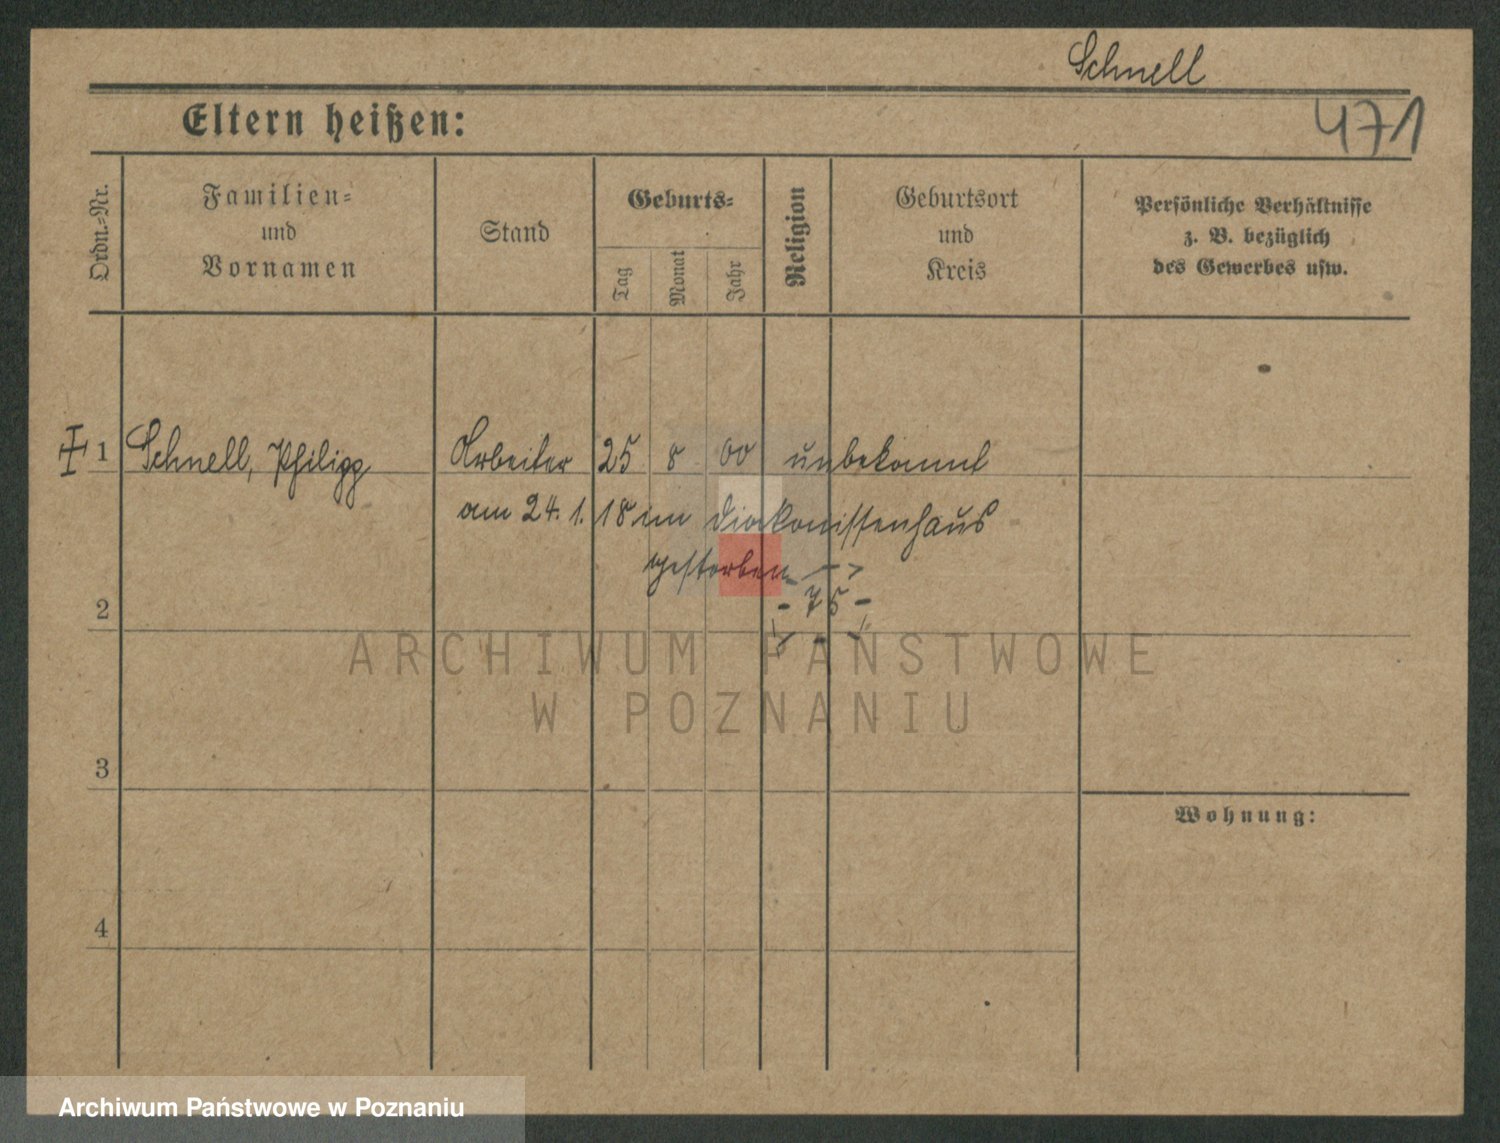 Schnell
471
Eltern heißen:
Ordn.=Nr.
Familien=
und
Vornamen
Stand
Geburts=
Tag
Monat
Jahr
Religion
Geburtsort
und
Kreis
Persönliche Verhältnisse
z. B. bezüglich
des Gewerbes usw.
1 Schnell, Philipp Arbeiter 25 8 00 unbekannt
am 24. 1. 18 im Diakonissenhaus
gestorben
- 75 -
2
3
4
Wohnung:
ARCHIWUM PAŃSTWOWE
W POZNANIU
Archiwum Państwowe w Poznaniu